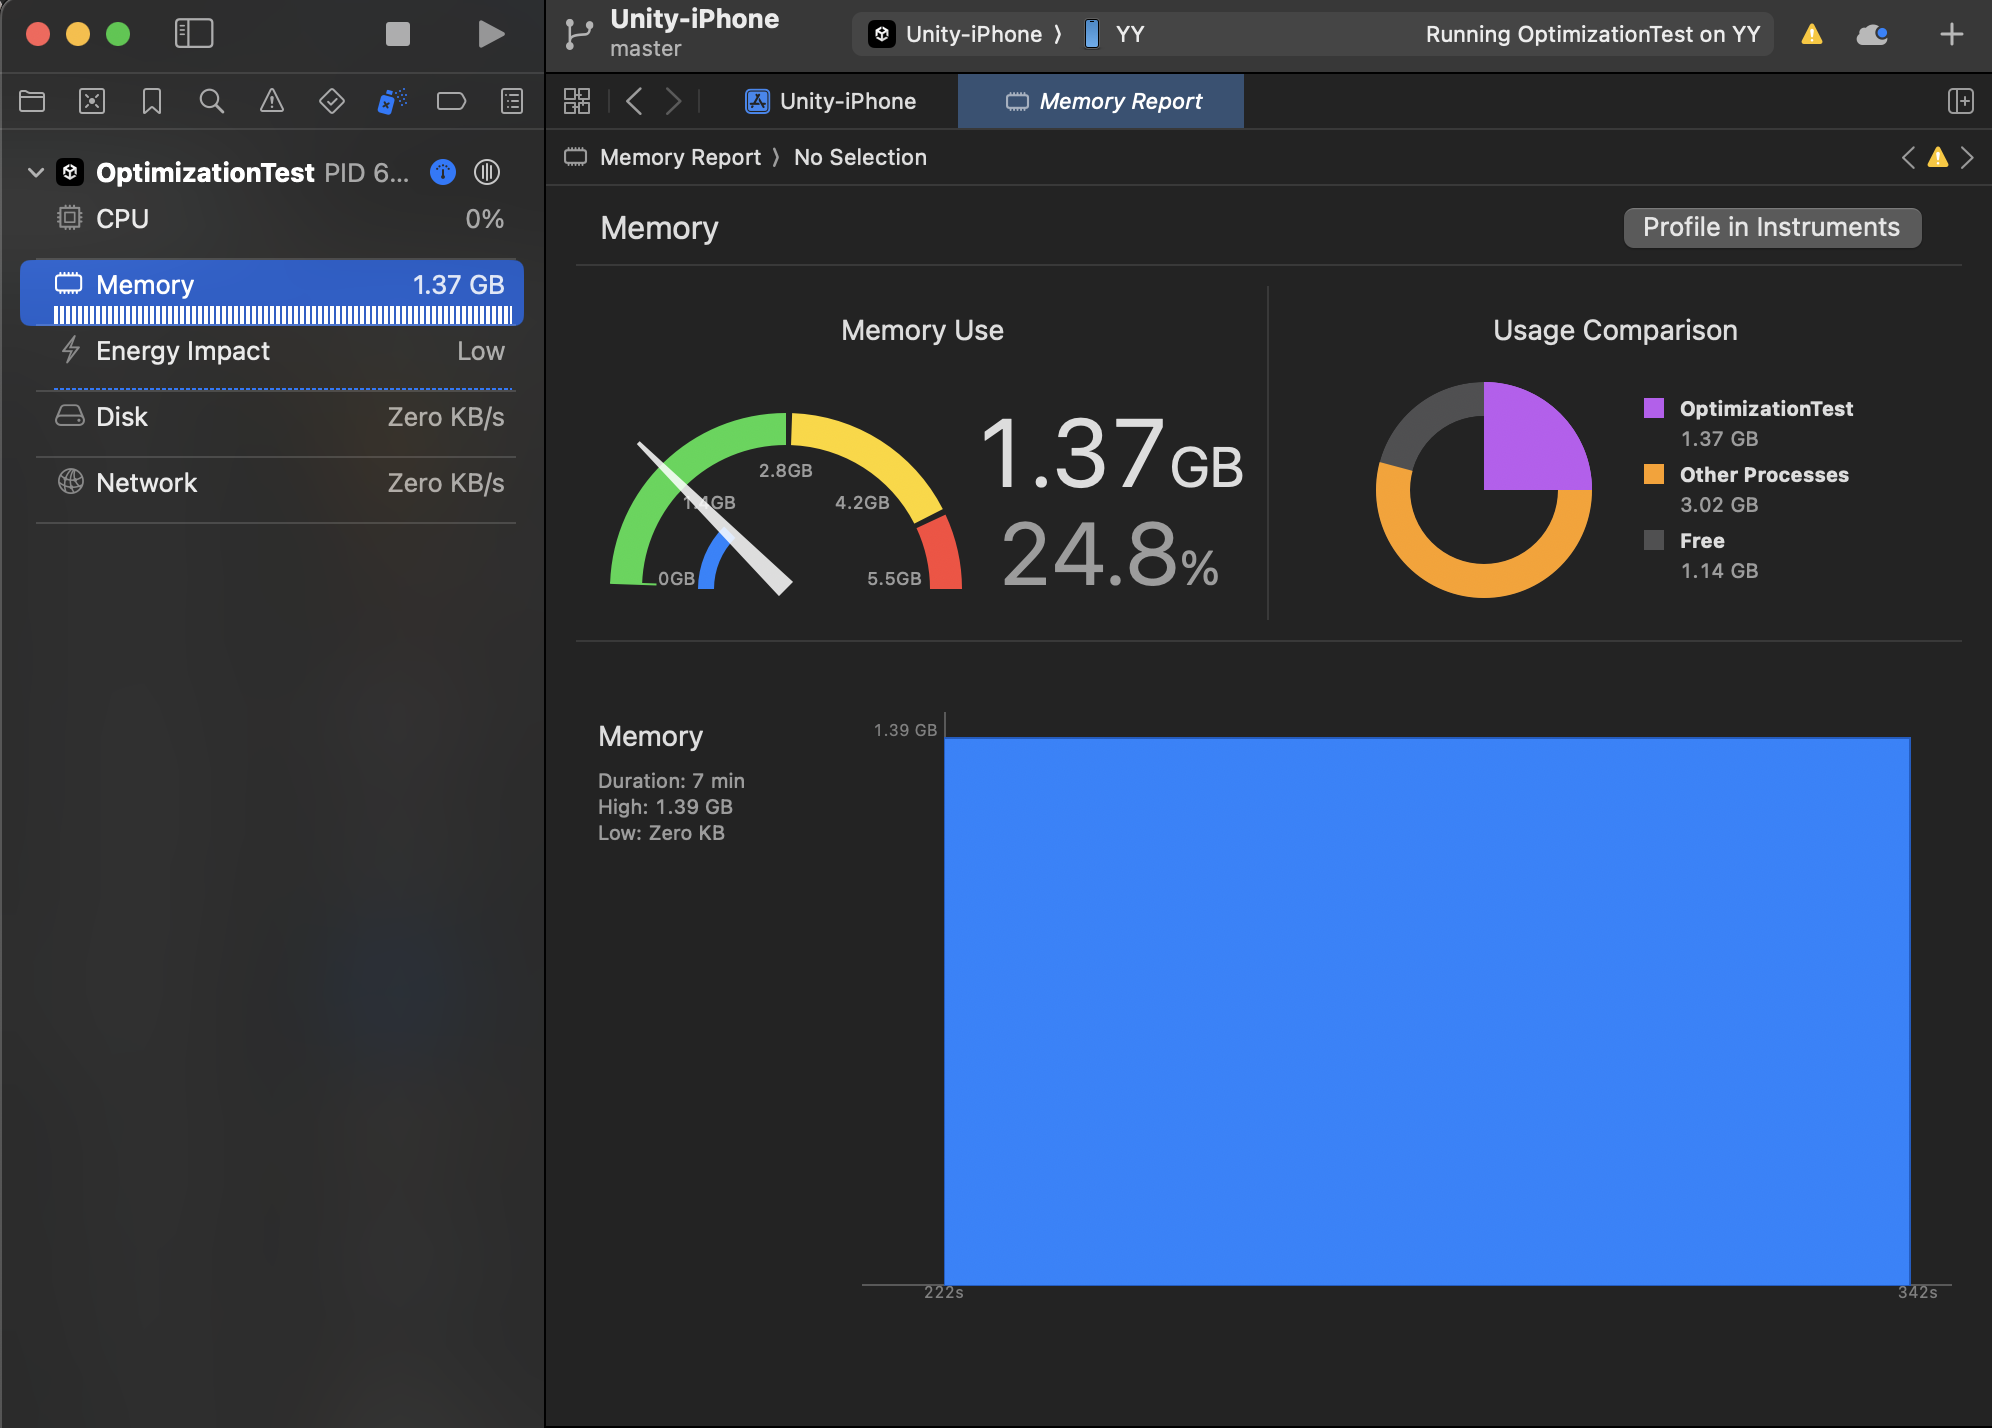 Unity-iPhone
master
Unity-iPhone ⟩ YY
Running OptimizationTest on YY
Unity-iPhone
Memory Report
Memory Report ⟩ No Selection
OptimizationTest PID 6...
CPU 0%
Memory 1.37 GB
Energy Impact Low
Disk Zero KB/s
Network Zero KB/s
Memory
Profile in Instruments
Memory Use
0GB
1.4GB
2.8GB
4.2GB
5.5GB
1.37GB
24.8%
Usage Comparison
OptimizationTest
1.37 GB
Other Processes
3.02 GB
Free
1.14 GB
Memory
Duration: 7 min
High: 1.39 GB
Low: Zero KB
1.39 GB
222s
342s